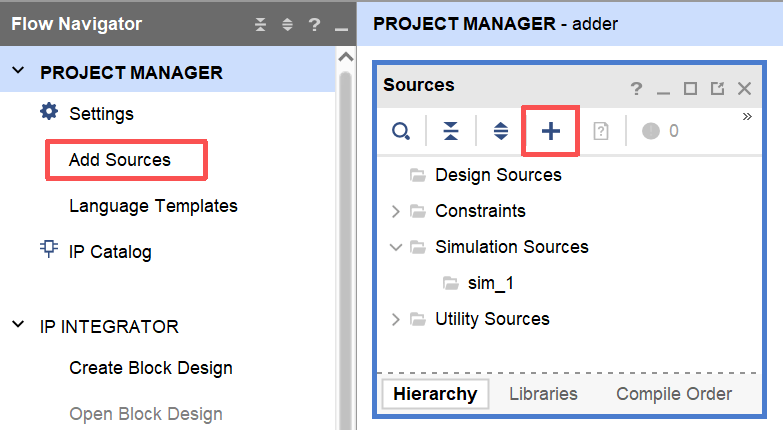 Flow Navigator
?
PROJECT MANAGER
Settings
Add Sources
Language Templates
IP Catalog
IP INTEGRATOR
Create Block Design
Open Block Design
PROJECT MANAGER - adder
Sources
?
? 0 »
Design Sources
Constraints
Simulation Sources
sim_1
Utility Sources
Hierarchy Libraries Compile Order